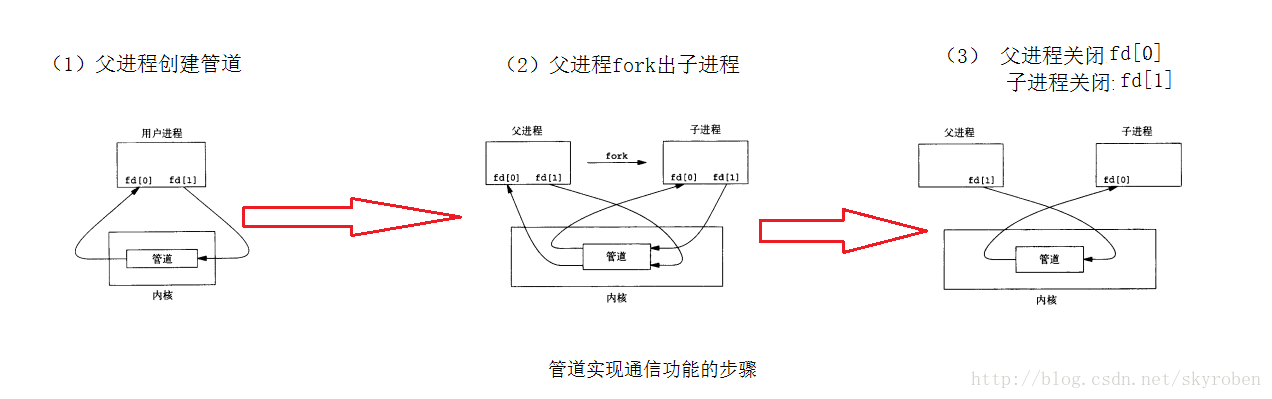 （1）父进程创建管道
（2）父进程fork出子进程
（3） 父进程关闭 fd[0]
子进程关闭: fd[1]
用户进程
fd[0] fd[1]
管道
内核
父进程
fork
子进程
fd[0] fd[1]
fd[0] fd[1]
管道
内核
父进程
子进程
fd[1]
fd[0]
管道
内核
管道实现通信功能的步骤
http://blog.csdn.net/skyroben